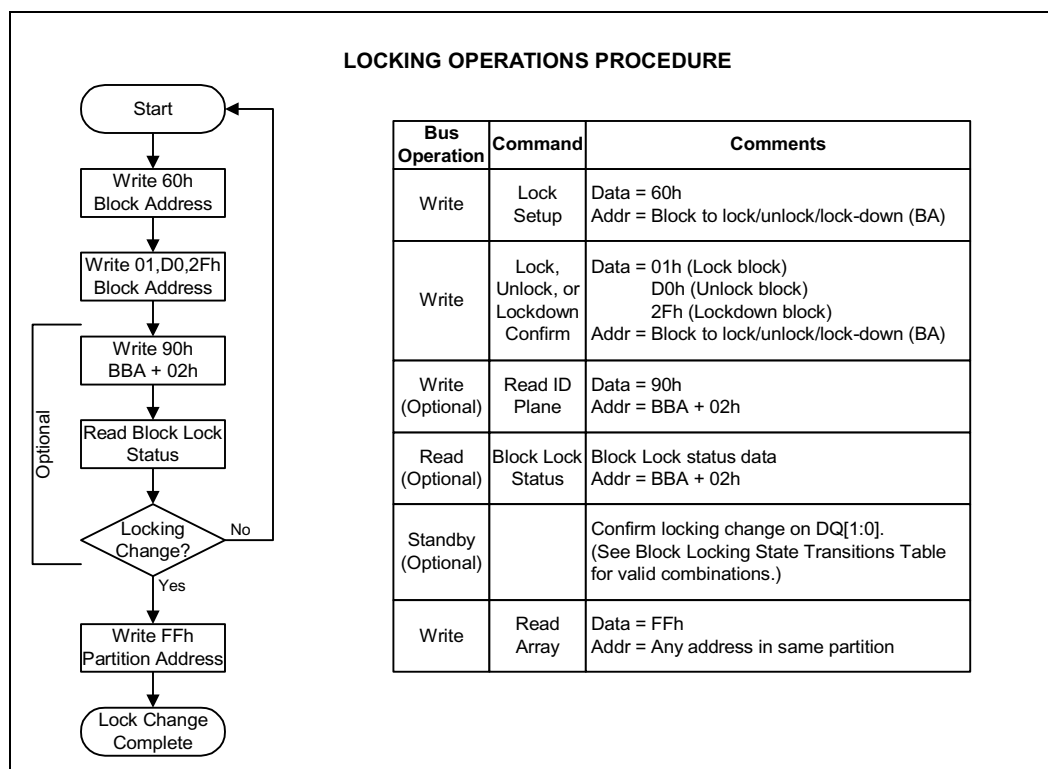 LOCKING OPERATIONS PROCEDURE
Start
Write 60h
Block Address
Write 01,D0,2Fh
Block Address
Optional
Write 90h
BBA + 02h
Read Block Lock
Status
Locking
Change?
No
Yes
Write FFh
Partition Address
Lock Change
Complete
Bus
Operation
Command
Comments
Write
Lock
Setup
Data = 60h
Addr = Block to lock/unlock/lock-down (BA)
Write
Lock,
Unlock, or
Lockdown
Confirm
Data = 01h (Lock block)
D0h (Unlock block)
2Fh (Lockdown block)
Addr = Block to lock/unlock/lock-down (BA)
Write
(Optional)
Read ID
Plane
Data = 90h
Addr = BBA + 02h
Read
(Optional)
Block Lock
Status
Block Lock status data
Addr = BBA + 02h
Standby
(Optional)
Confirm locking change on DQ[1:0].
(See Block Locking State Transitions Table
for valid combinations.)
Write
Read
Array
Data = FFh
Addr = Any address in same partition